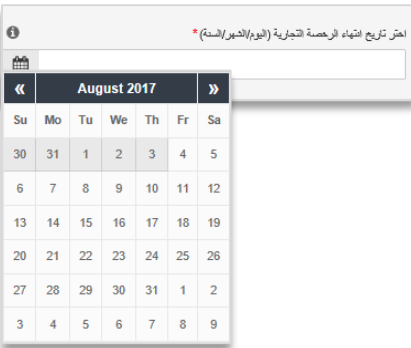 اختر تاريخ انتهاء الرخصة التجارية (اليوم/الشهر/السنة) *
« August 2017 »
Su Mo Tu We Th Fr Sa
30 31 1 2 3 4 5
6 7 8 9 10 11 12
13 14 15 16 17 18 19
20 21 22 23 24 25 26
27 28 29 30 31 1 2
3 4 5 6 7 8 9